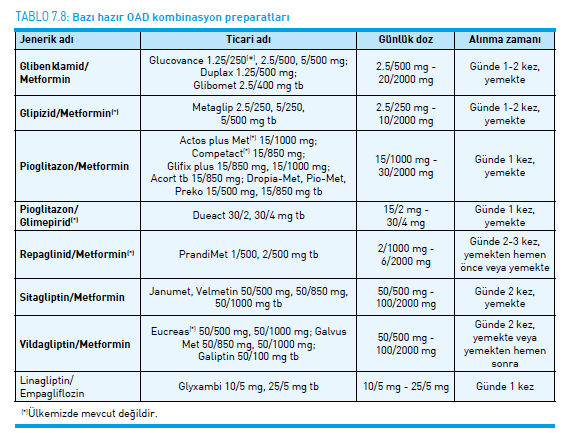 TABLO 7.8: Bazı hazır OAD kombinasyon preparatları
Jenerik adı Ticari adı Günlük doz Alınma zamanı
Glibenklamid/
Metformin
Glucovance 1.25/250(*), 2.5/500, 5/500 mg;
Duplax 1.25/500 mg;
Glibomet 2.5/400 mg tb
2.5/500 mg -
20/2000 mg
Günde 1-2 kez,
yemekte
Glipizid/Metformin(*)
Metaglip 2.5/250, 5/250,
5/500 mg tb
2.5/250 mg -
10/2000 mg
Günde 1-2 kez,
yemekte
Pioglitazon/Metformin
Actos plus Met(*) 15/1000 mg;
Competact(*) 15/850 mg;
Glifix plus 15/850 mg, 15/1000 mg;
Acort tb 15/850 mg; Dropia-Met, Pio-Met,
Preko 15/500 mg, 15/850 mg tb
15/1000 mg -
30/2000 mg
Günde 1 kez,
yemekte
Pioglitazon/
Glimepirid(*)
Dueact 30/2, 30/4 mg tb
15/2 mg -
30/4 mg
Günde 1 kez,
yemekte
Repaglinid/Metformin(*)
PrandiMet 1/500, 2/500 mg tb
2/1000 mg -
6/2000 mg
Günde 2-3 kez,
yemekten hemen
önce veya yemekte
Sitagliptin/Metformin
Janumet, Velmetin 50/500 mg, 50/850 mg,
50/1000 mg tb
50/500 mg -
100/2000 mg
Günde 2 kez,
yemekte
Vildagliptin/Metformin
Eucreas(*) 50/500 mg, 50/1000 mg; Galvus
Met 50/850 mg, 50/1000 mg;
Galiptin 50/100 mg tb
50/500 mg -
100/2000 mg
Günde 2 kez,
yemekte veya
yemekten hemen
sonra
Linagliptin/
Empagliflozin
Glyxambi 10/5 mg, 25/5 mg tb
10/5 mg - 25/5 mg
Günde 1 kez
(*)Ülkemizde mevcut değildir.